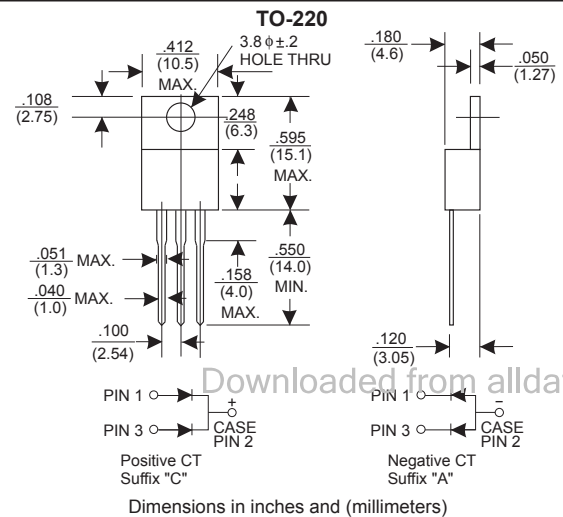 TO-220
.412
(10.5)
MAX.
3.8 ϕ±.2
HOLE THRU
.180
(4.6)
.050
(1.27)
.108
(2.75)
.248
(6.3)
.595
(15.1)
MAX.
.051
(1.3)
MAX.
.040
(1.0)
MAX.
.158
(4.0)
MAX.
.550
(14.0)
MIN.
.100
(2.54)
.120
(3.05)
Downloaded from allda
PIN 1
PIN 3
+
CASE
PIN 2
Positive CT
Suffix "C"
PIN 1
PIN 3
−
CASE
PIN 2
Negative CT
Suffix "A"
Dimensions in inches and (millimeters)